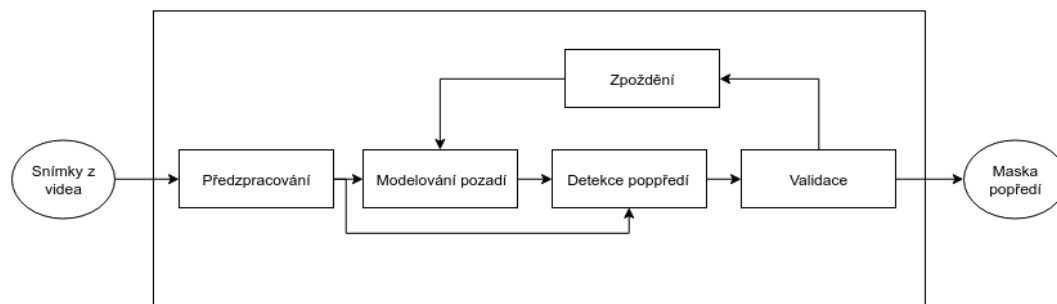 Zpoždění
Snímky z
videa
Předzpracování
Modelování pozadí
Detekce poppředí
Validace
Maska
popředí